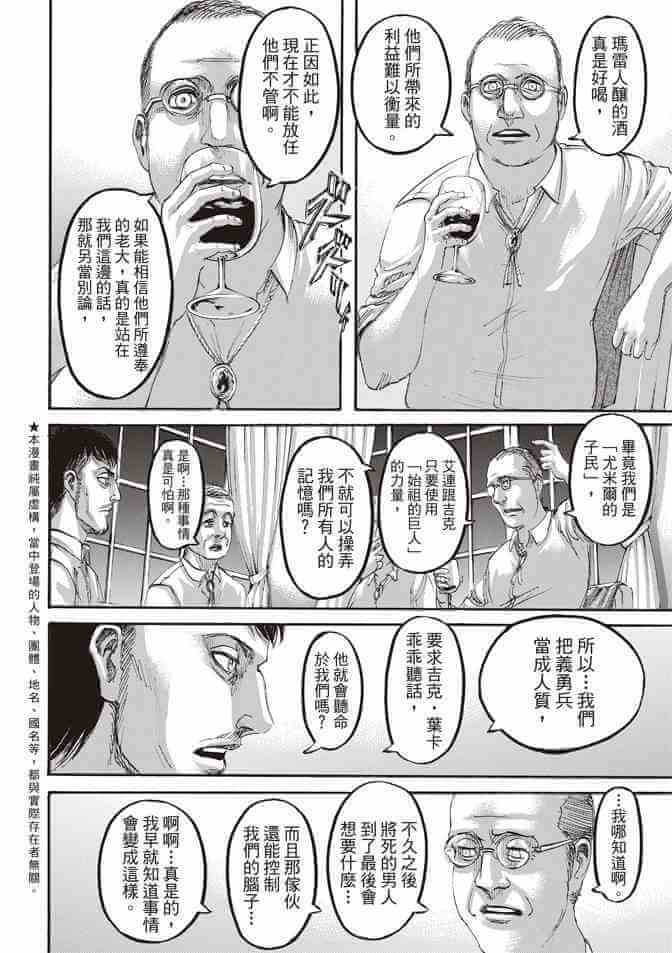 瑪雷人釀的酒
真是好喝，
他們所帶來的
利益難以衡量。
正因如此，
現在才不能放任
他們不管啊。
如果能相信他們所遵奉
的老大，真的是站在
我們這邊的話，
那就另當別論，
畢竟我們是
「尤米爾的
子民」，
艾連跟吉克
只要使用
「始祖的巨人」
的力量，
不就可以操弄
我們所有人的
記憶嗎？
是啊…那種事情
真是可怕啊。
所以…我們
把義勇兵
當成人質，
要求吉克·葉卡
乖乖聽話，
他就會聽命
於我們嗎？
…我哪知道啊。
不久之後
將死的男人
到了最後會
想要什麼…
而且那傢伙
還能控制
我們的腦子…
啊啊…真是的，
我早就知道事情
會變成這樣。
★本漫畫純屬虛構，當中登場的人物、團體、地名、國名等，都與實際存在者無關。